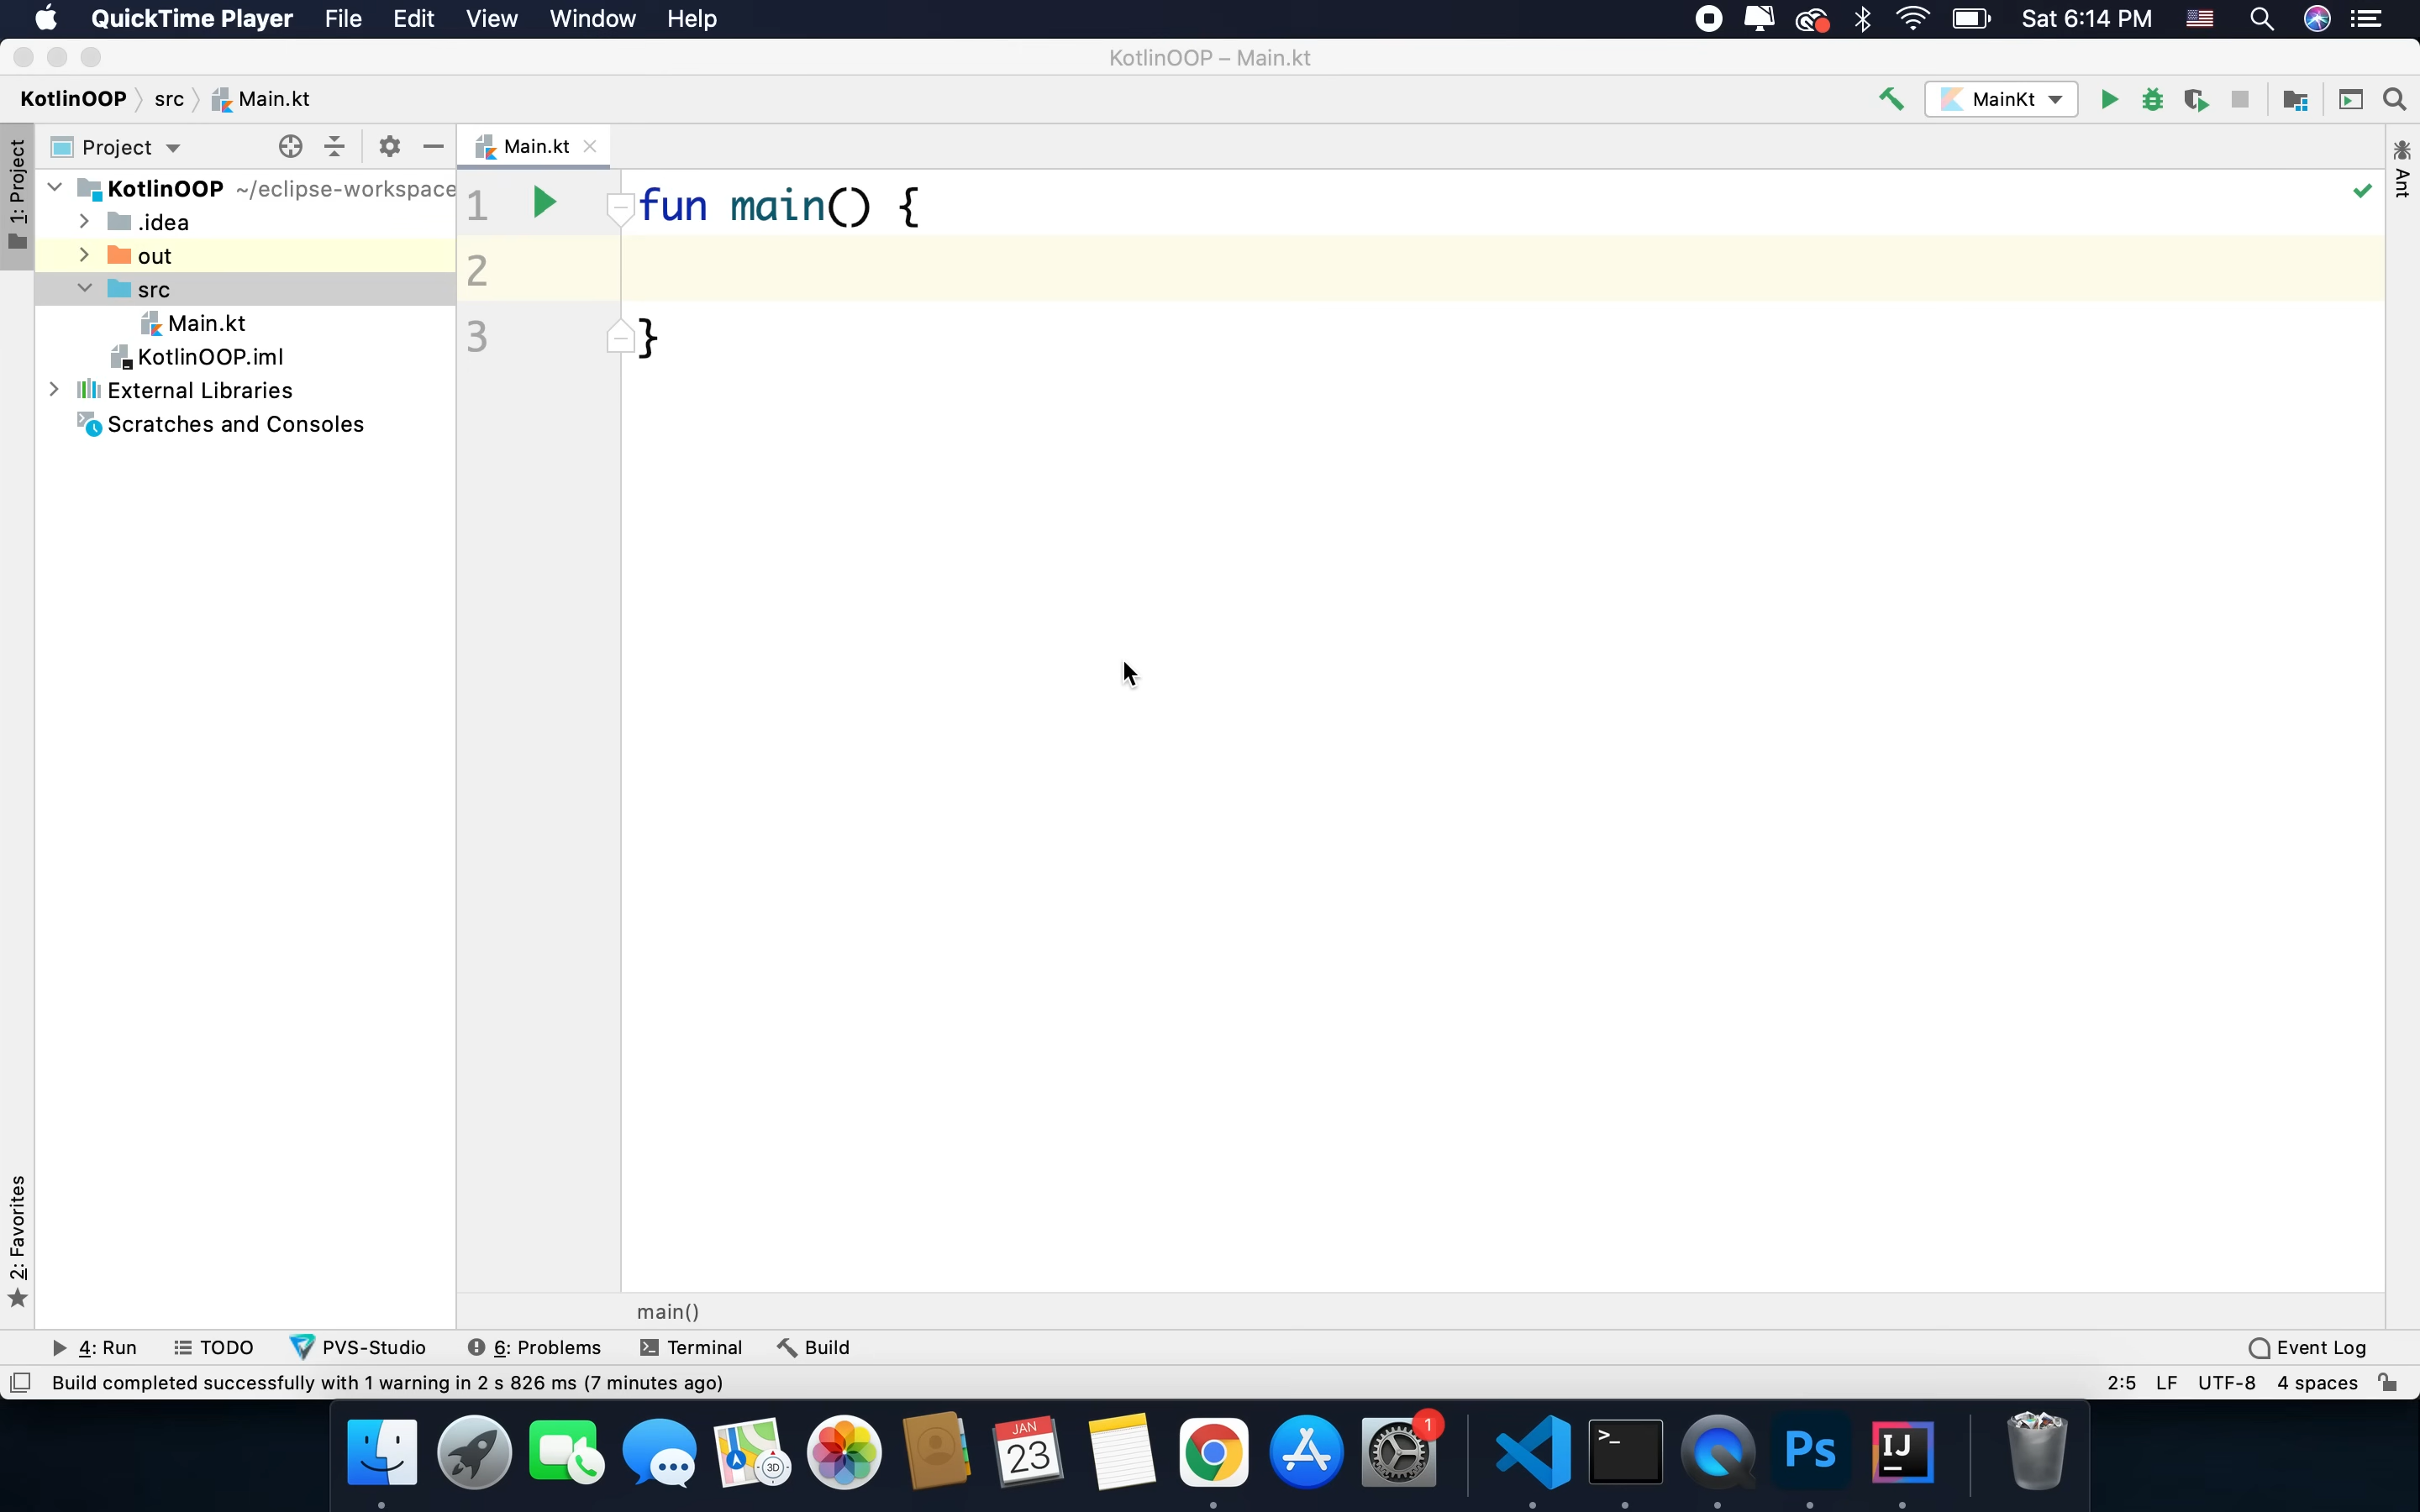 QuickTime Player File Edit View Window Help Sat 6:14 PM
KotlinOOP – Main.kt
KotlinOOP src Main.kt MainKt
1: Project
Project
Main.kt
Ant
KotlinOOP ~/eclipse-workspace
.idea
out
src
Main.kt
KotlinOOP.iml
External Libraries
Scratches and Consoles
1 fun main() {
2
3 }
2: Favorites
main()
4: Run TODO PVS-Studio 6: Problems Terminal Build Event Log
Build completed successfully with 1 warning in 2 s 826 ms (7 minutes ago) 2:5 LF UTF-8 4 spaces
3D
JAN
23
1
>_
Ps
IJ